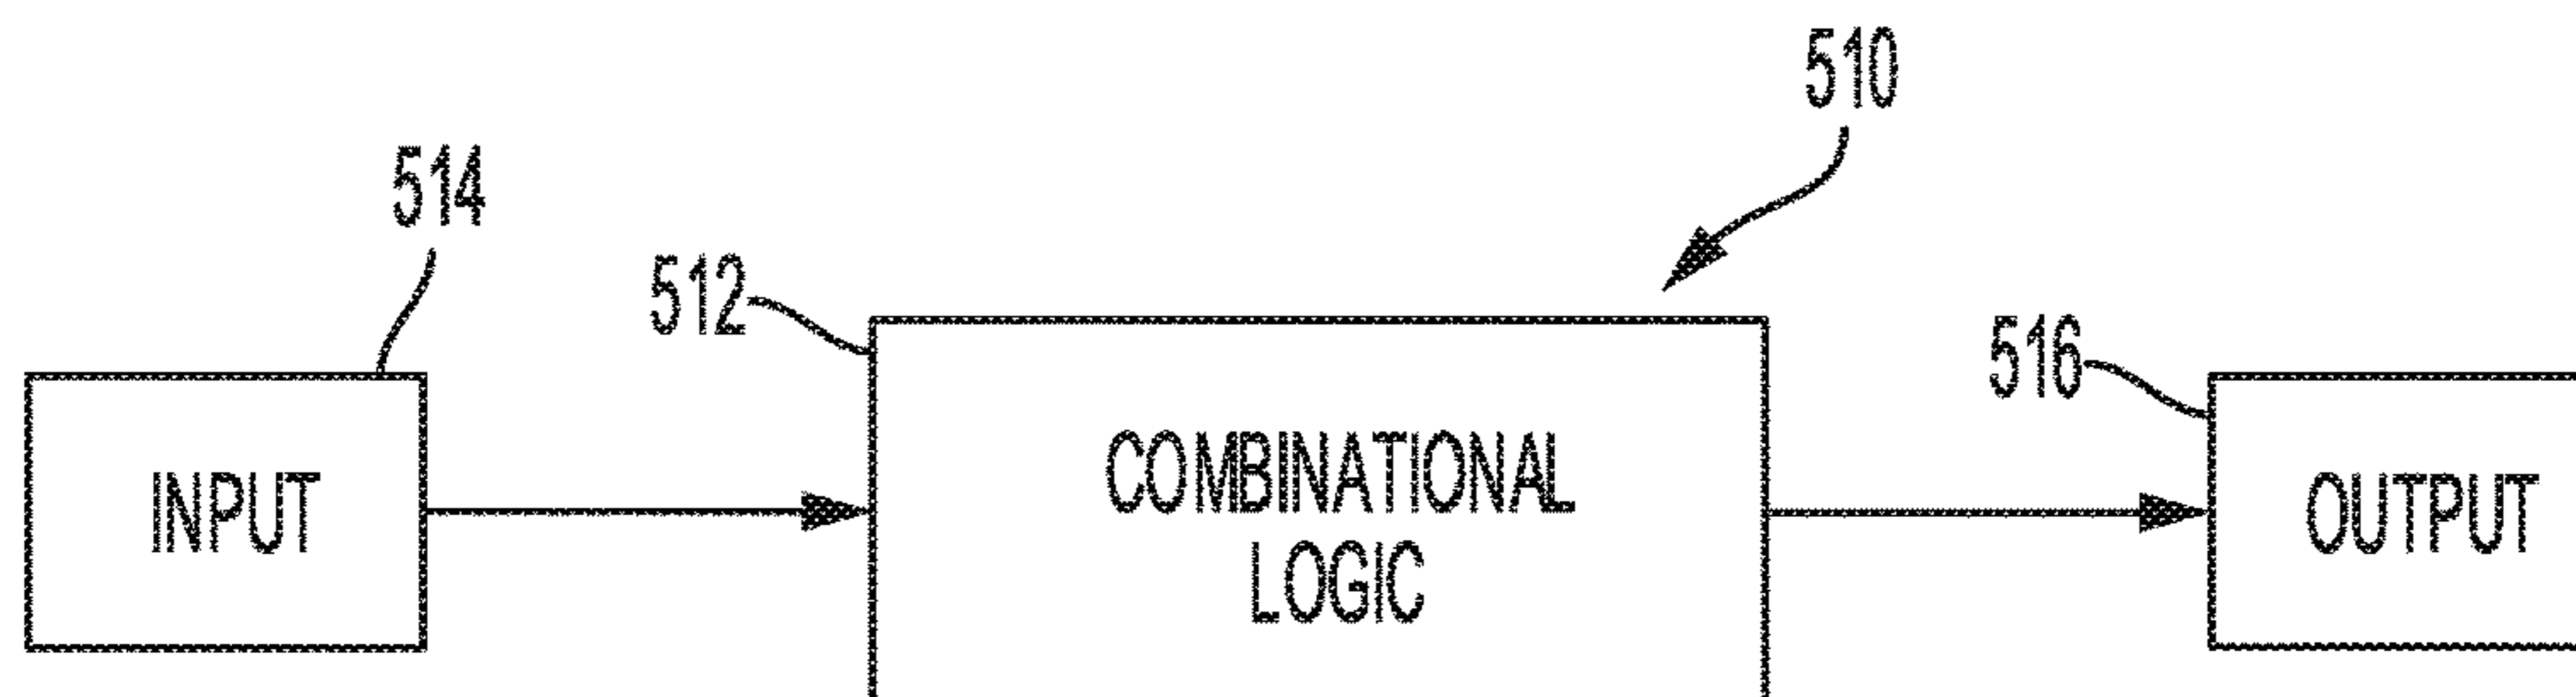 510
514
512
516
INPUT
COMBINATIONAL
LOGIC
OUTPUT